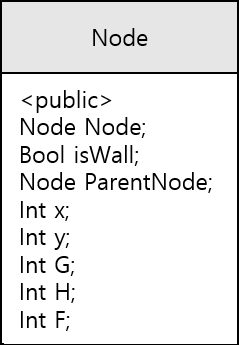 Node
<public>
Node Node;
Bool isWall;
Node ParentNode;
Int x;
Int y;
Int G;
Int H;
Int F;